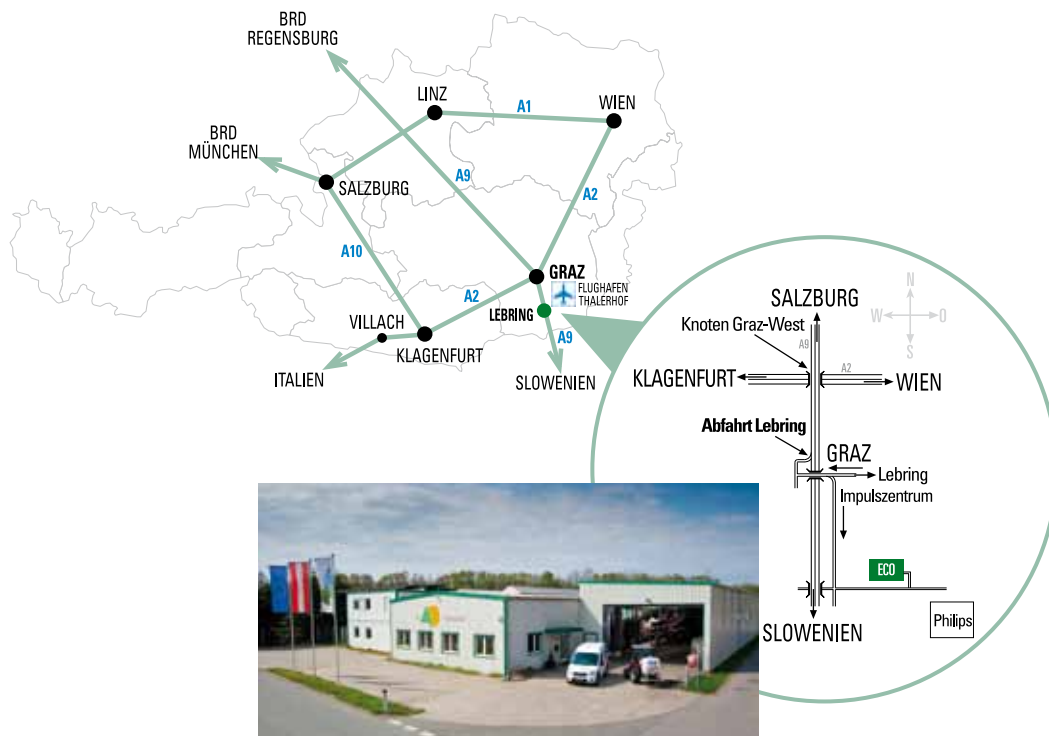 BRD
REGENSBURG
LINZ
A1
WIEN
BRD
MÜNCHEN
SALZBURG
A9
A2
A10
GRAZ
FLUGHAFEN
THALERHOF
A2
LEBRING
VILLACH
KLAGENFURT
A9
ITALIEN
SLOWENIEN
N
W
O
S
SALZBURG
Knoten Graz-West
A9
KLAGENFURT
A2
WIEN
Abfahrt Lebring
GRAZ
Lebring
Impulszentrum
ECO
Philips
SLOWENIEN